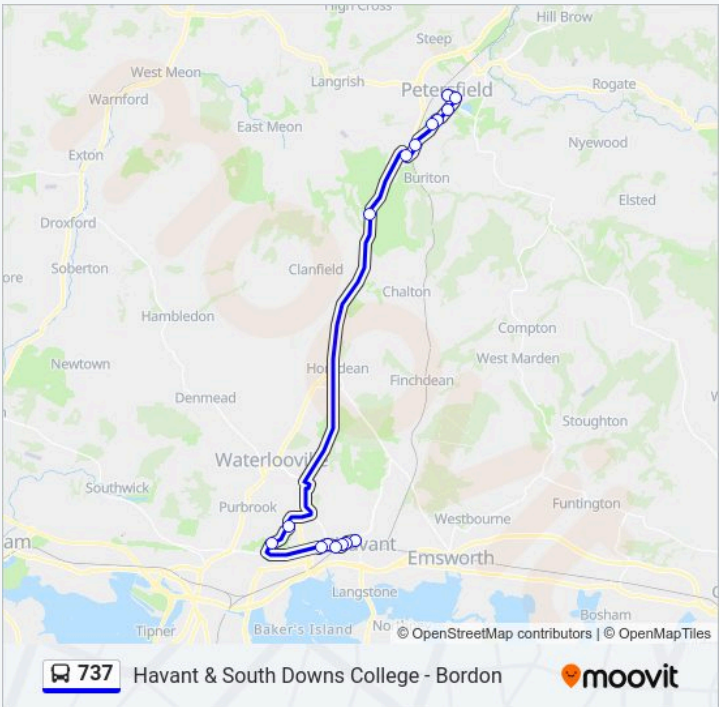 High Cross
Hill Brow
Steep
West Meon
Langrish
Petersfield
Rogate
Warnford
East Meon
Nyewood
Exton
Buriton
Elsted
Droxford
Soberton
Clanfield
Chalton
Hambledon
Compton
Newtown
West Marden
Horndean
Finchdean
Denmead
Stoughton
Waterlooville
Southwick
Purbrook
Funtington
Westbourne
Havant
Emsworth
Langstone
Bosham
Tipner
Baker's Island
© OpenStreetMap contributors | © OpenMapTiles
737 Havant & South Downs College - Bordon
moovit